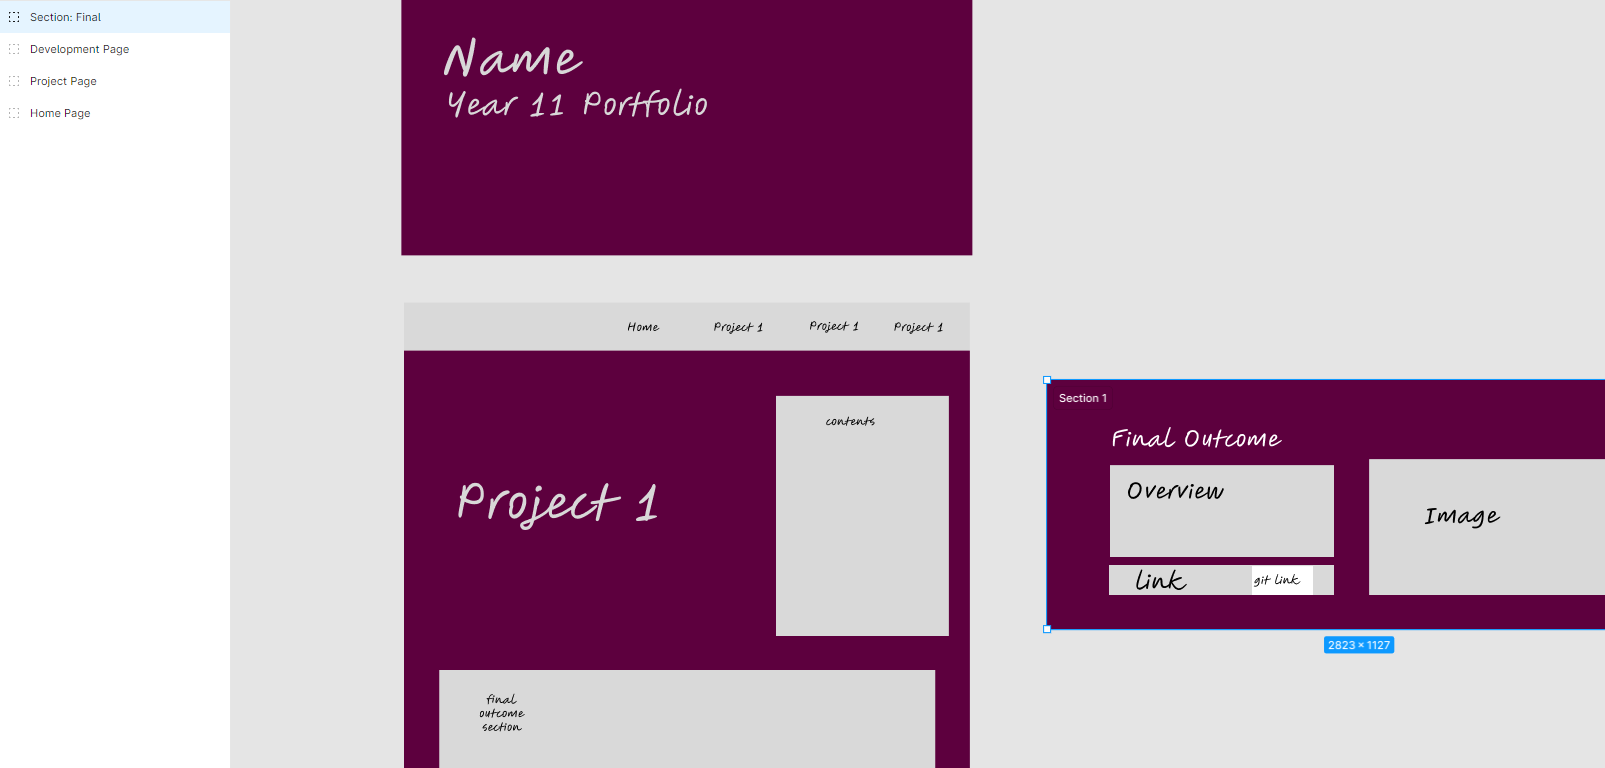 Section: Final
Development Page
Project Page
Home Page
Name
Year 11 Portfolio
Home Project 1 Project 1 Project 1
contents
Project 1
final
outcome
section
Section 1
Final Outcome
Overview
link git link
Image
2823 × 1127